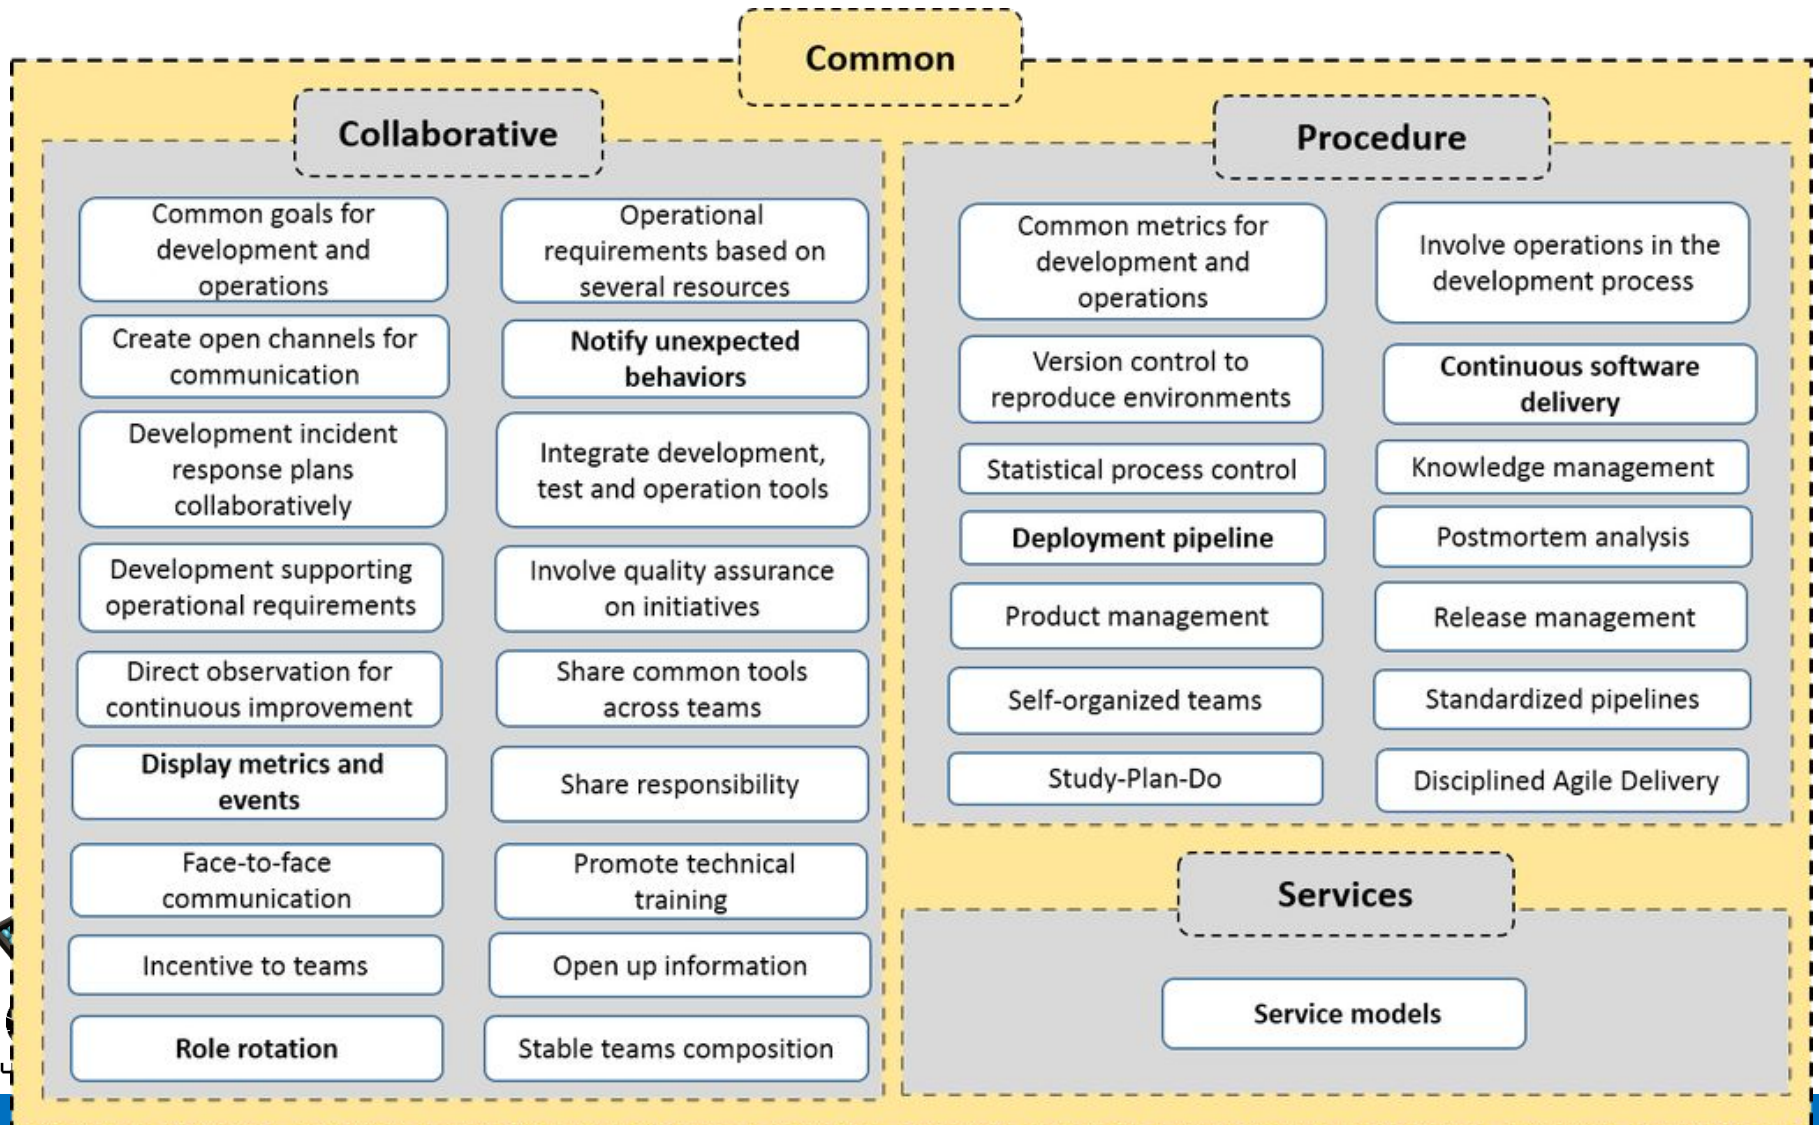 Common
Collaborative
Common goals for
development and
operations
Operational
requirements based on
several resources
Create open channels for
communication
Notify unexpected
behaviors
Development incident
response plans
collaboratively
Integrate development,
test and operation tools
Development supporting
operational requirements
Involve quality assurance
on initiatives
Direct observation for
continuous improvement
Share common tools
across teams
Display metrics and
events
Share responsibility
Face-to-face
communication
Promote technical
training
Incentive to teams
Open up information
Role rotation
Stable teams composition
Procedure
Common metrics for
development and
operations
Involve operations in the
development process
Version control to
reproduce environments
Continuous software
delivery
Statistical process control
Knowledge management
Deployment pipeline
Postmortem analysis
Product management
Release management
Self-organized teams
Standardized pipelines
Study-Plan-Do
Disciplined Agile Delivery
Services
Service models